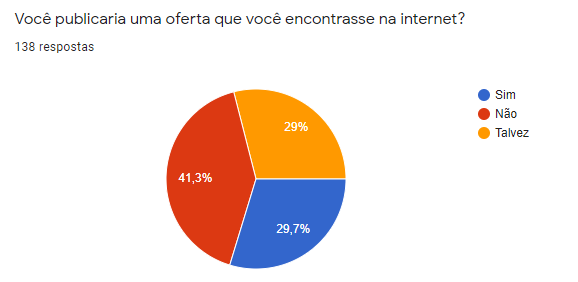 Você publicaria uma oferta que você encontrasse na internet?
138 respostas
Sim
Não
Talvez
29%
41,3%
29,7%